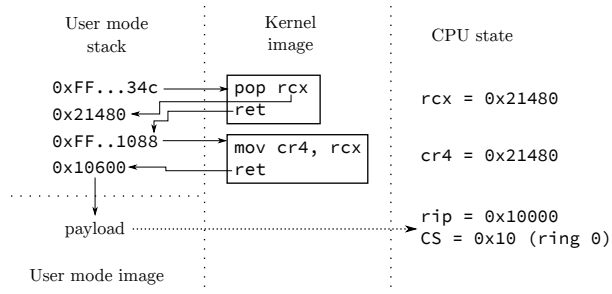 User mode
stack
Kernel
image
CPU state
0xFF...34c
0x21480
0xFF..1088
0x10600
pop rcx
ret
mov cr4, rcx
ret
rcx = 0x21480
cr4 = 0x21480
rip = 0x10000
CS = 0x10 (ring 0)
payload
User mode image